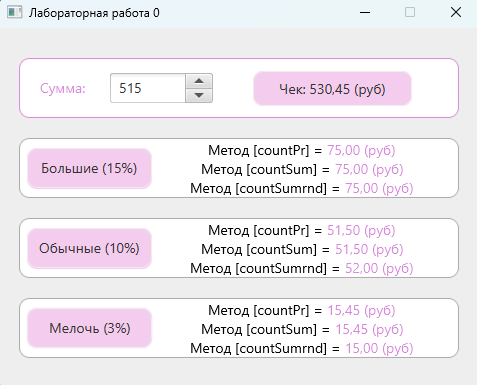 Лабораторная работа 0
Сумма: 515 Чек: 530,45 (руб)
Метод [countPr] = 75,00 (руб)
Большие (15%) Метод [countSum] = 75,00 (руб)
Метод [countSumrnd] = 75,00 (руб)
Метод [countPr] = 51,50 (руб)
Обычные (10%) Метод [countSum] = 51,50 (руб)
Метод [countSumrnd] = 52,00 (руб)
Метод [countPr] = 15,45 (руб)
Мелочь (3%) Метод [countSum] = 15,45 (руб)
Метод [countSumrnd] = 15,00 (руб)